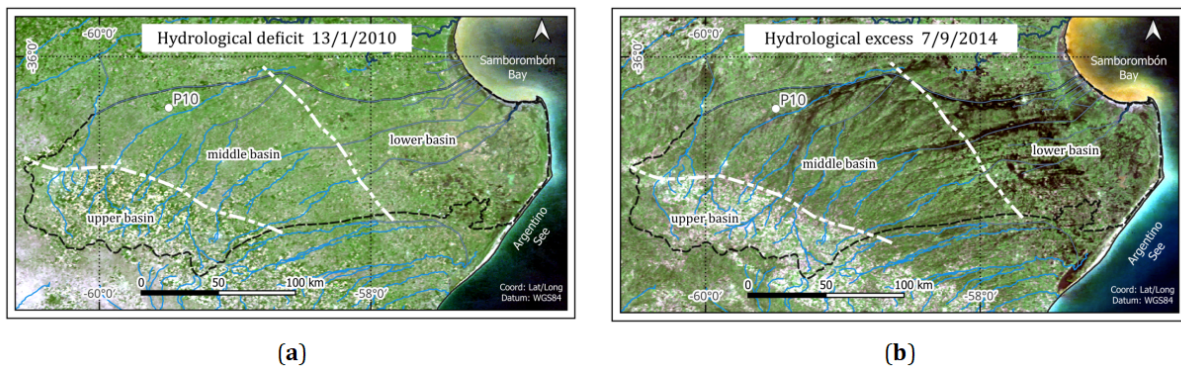 Hydrological deficit 13/1/2010
-60°0'
-36°0'
Samborombón
Bay
P10
lower basin
middle basin
upper basin
Argentino
See
-60°0'
-58°0'
0 50 100 km
Coord: Lat/Long
Datum: WGS84
(a)
Hydrological excess 7/9/2014
-60°0'
-36°0'
Samborombón
Bay
P10
lower basin
middle basin
upper basin
Argentino
See
-60°0'
-58°0'
0 50 100 km
Coord: Lat/Long
Datum: WGS84
(b)